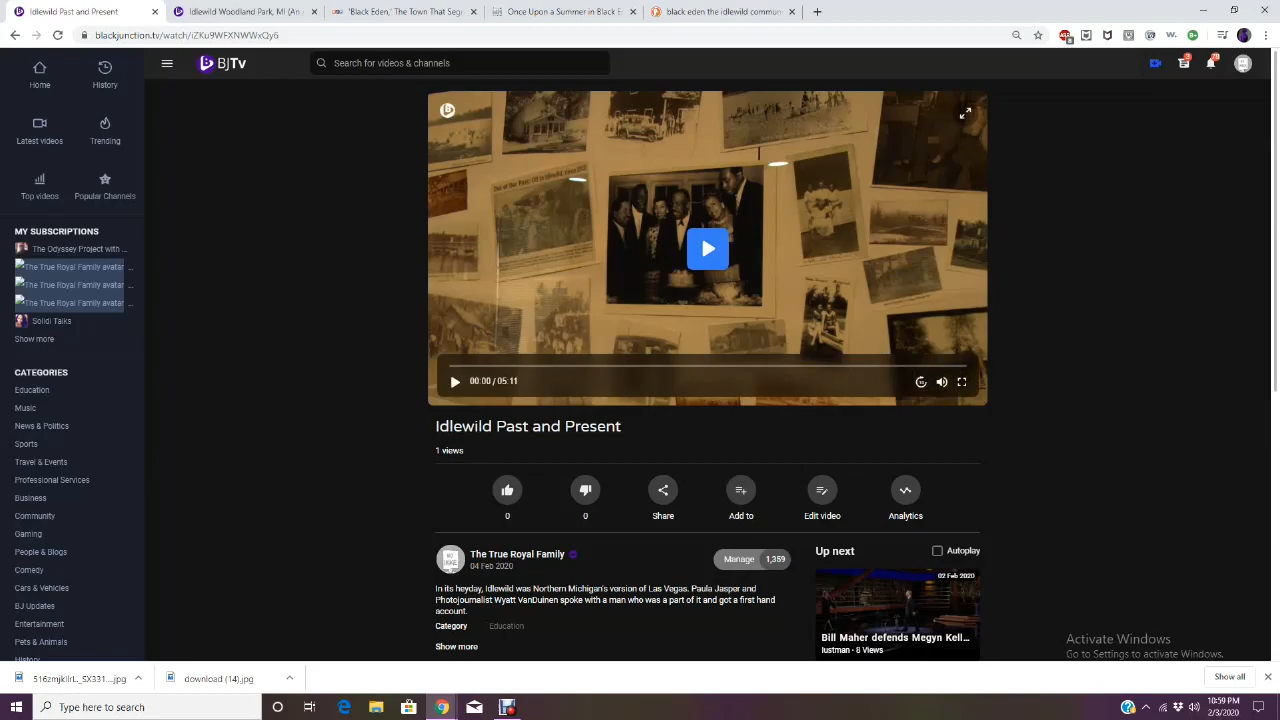 Idlewild Past and Present
Idlewild Woodland Park, MI (An
'Black Eden,' The Town That Seg
Once Upon a Summer in Black E
black eden the idlewild commun
blackjunction.tv/watch/iZKu9WFXNWWxQy6
BJTv
Search for videos & channels
3
78
Home
History
Latest videos
Trending
Top videos
Popular Channels
MY SUBSCRIPTIONS
The Odyssey Project with ...
The True Royal Family avatar ...
The True Royal Family avatar ...
The True Royal Family avatar ...
Solidi Talks
Show more
CATEGORIES
Education
Music
News & Politics
Sports
Travel & Events
Professional Services
Business
Community
Gaming
People & Blogs
Comedy
Cars & Vehicles
BJ Updates
Entertainment
Pets & Animals
History
00:00 / 05:11
Idlewild Past and Present
1 views
0
0
Share
Add to
Edit video
Analytics
The True Royal Family
04 Feb 2020
Manage 1,359
In its heyday, Idlewild was Northern Michigan's version of Las Vegas. Paula Jasper and
Photojournalist Wyatt VanDuinen spoke with a man who was a part of it and got a first hand
account.
Category Education
Show more
Up next
Autoplay
02 Feb 2020
Bill Maher defends Megyn Kell...
lustman · 8 Views
Activate Windows
Go to Settings to activate Windows.
516zmjkIIrL._SX331....jpg
download (14).jpg
Show all
Type here to search
10:59 PM
2/3/2020